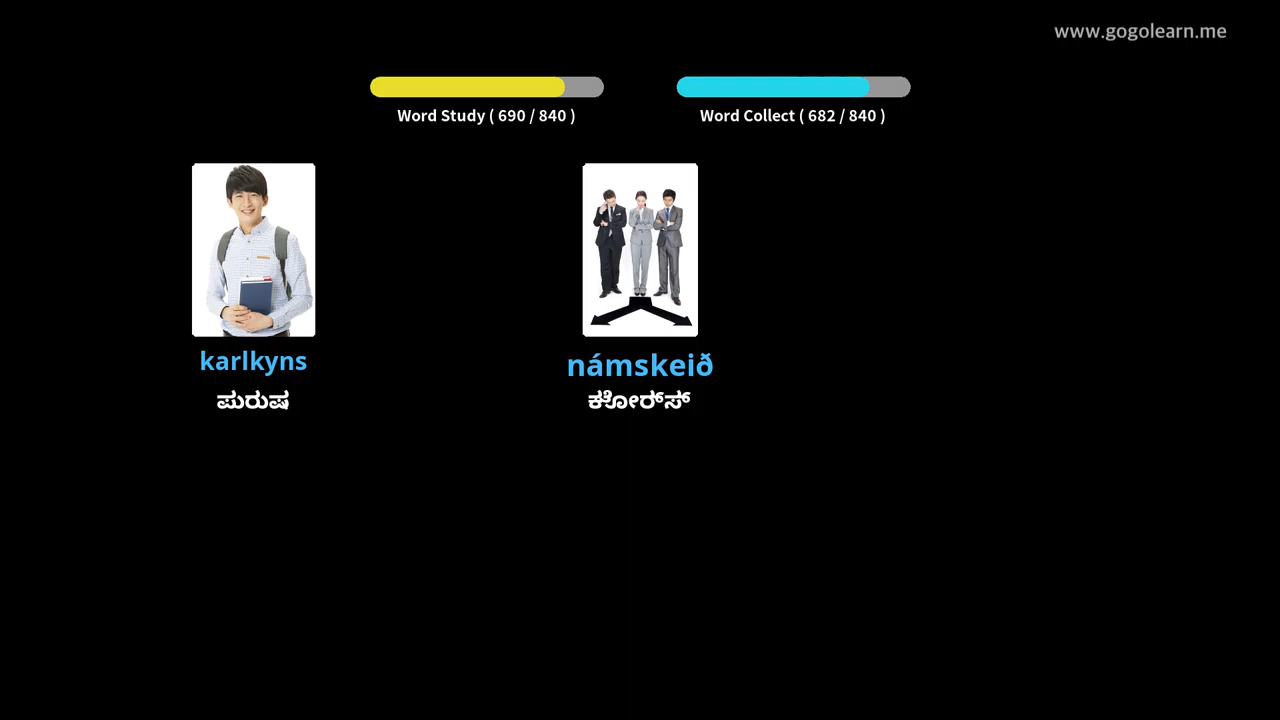 www.gogolearn.me
Word Study ( 690 / 840 )
Word Collect ( 682 / 840 )
karlkyns
ಪುರುಷ
námskeið
ಕೋರ್ಸ್